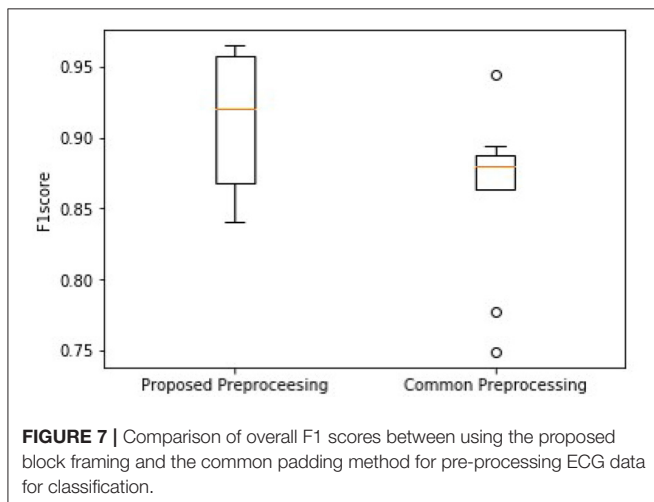 0.95
0.90
0.85
0.80
0.75
F1score
Proposed Preproceesing
Common Preprocessing
FIGURE 7 | Comparison of overall F1 scores between using the proposed
block framing and the common padding method for pre-processing ECG data
for classification.